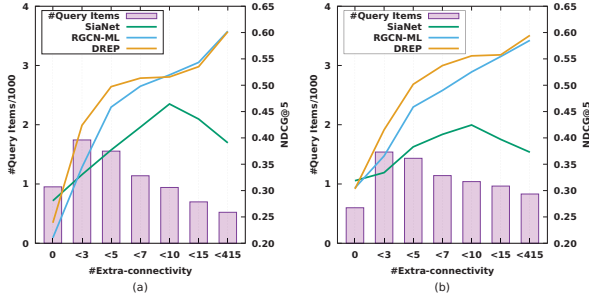 #Query Items
SiaNet
RGCN-ML
DREP
4
3
2
1
0
#Query Items/1000
0.65
0.60
0.55
0.50
0.45
0.40
0.35
0.30
0.25
0.20
NDCG@5
0 <3 <5 <7 <10 <15 <415
#Extra-connectivity
(a)
#Query Items
SiaNet
RGCN-ML
DREP
4
3
2
1
0
#Query Items/1000
0.65
0.60
0.55
0.50
0.45
0.40
0.35
0.30
0.25
0.20
NDCG@5
0 <3 <5 <7 <10 <15 <415
#Extra-connectivity
(b)